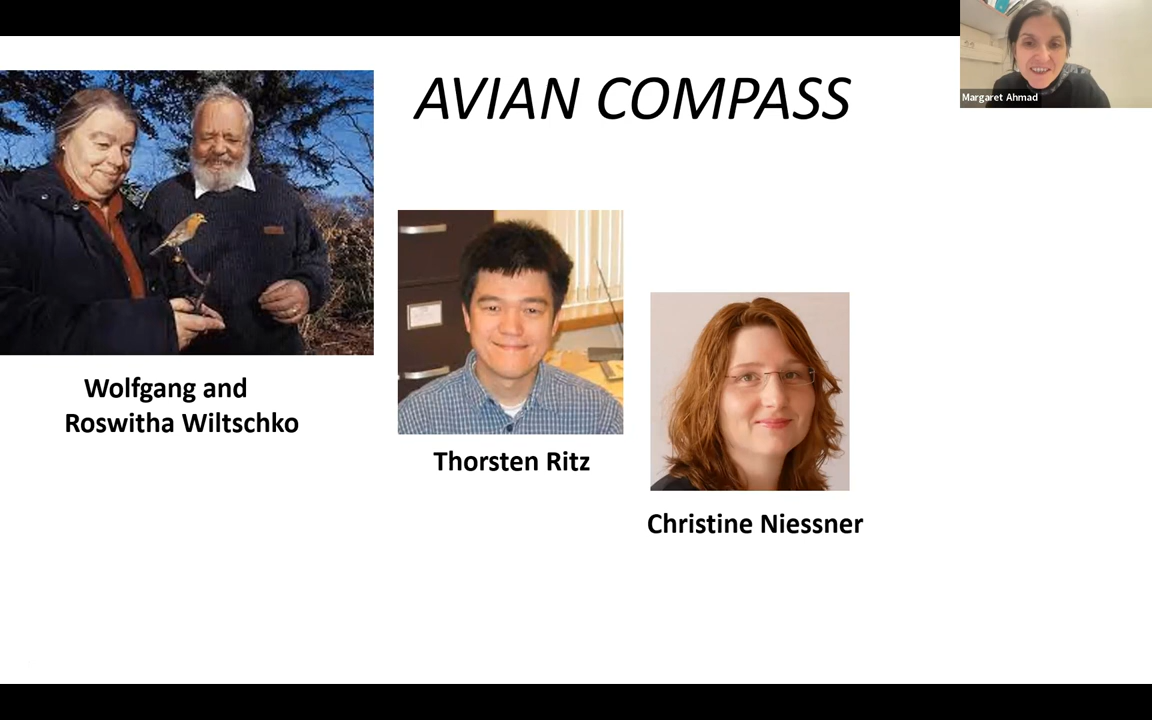 AVIAN COMPASS
Margaret Ahmad
Wolfgang and
Roswitha Wiltschko
Thorsten Ritz
Christine Niessner